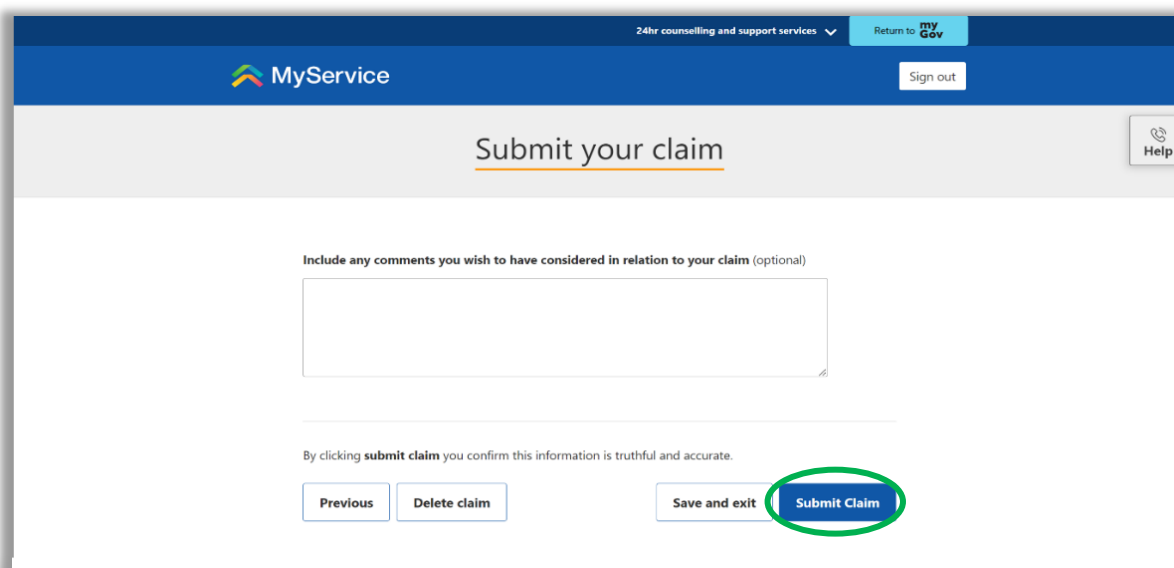 24hr counselling and support services
Return to myGov
MyService
Sign out
Submit your claim
Help
Include any comments you wish to have considered in relation to your claim (optional)
By clicking submit claim you confirm this information is truthful and accurate.
Previous
Delete claim
Save and exit
Submit Claim